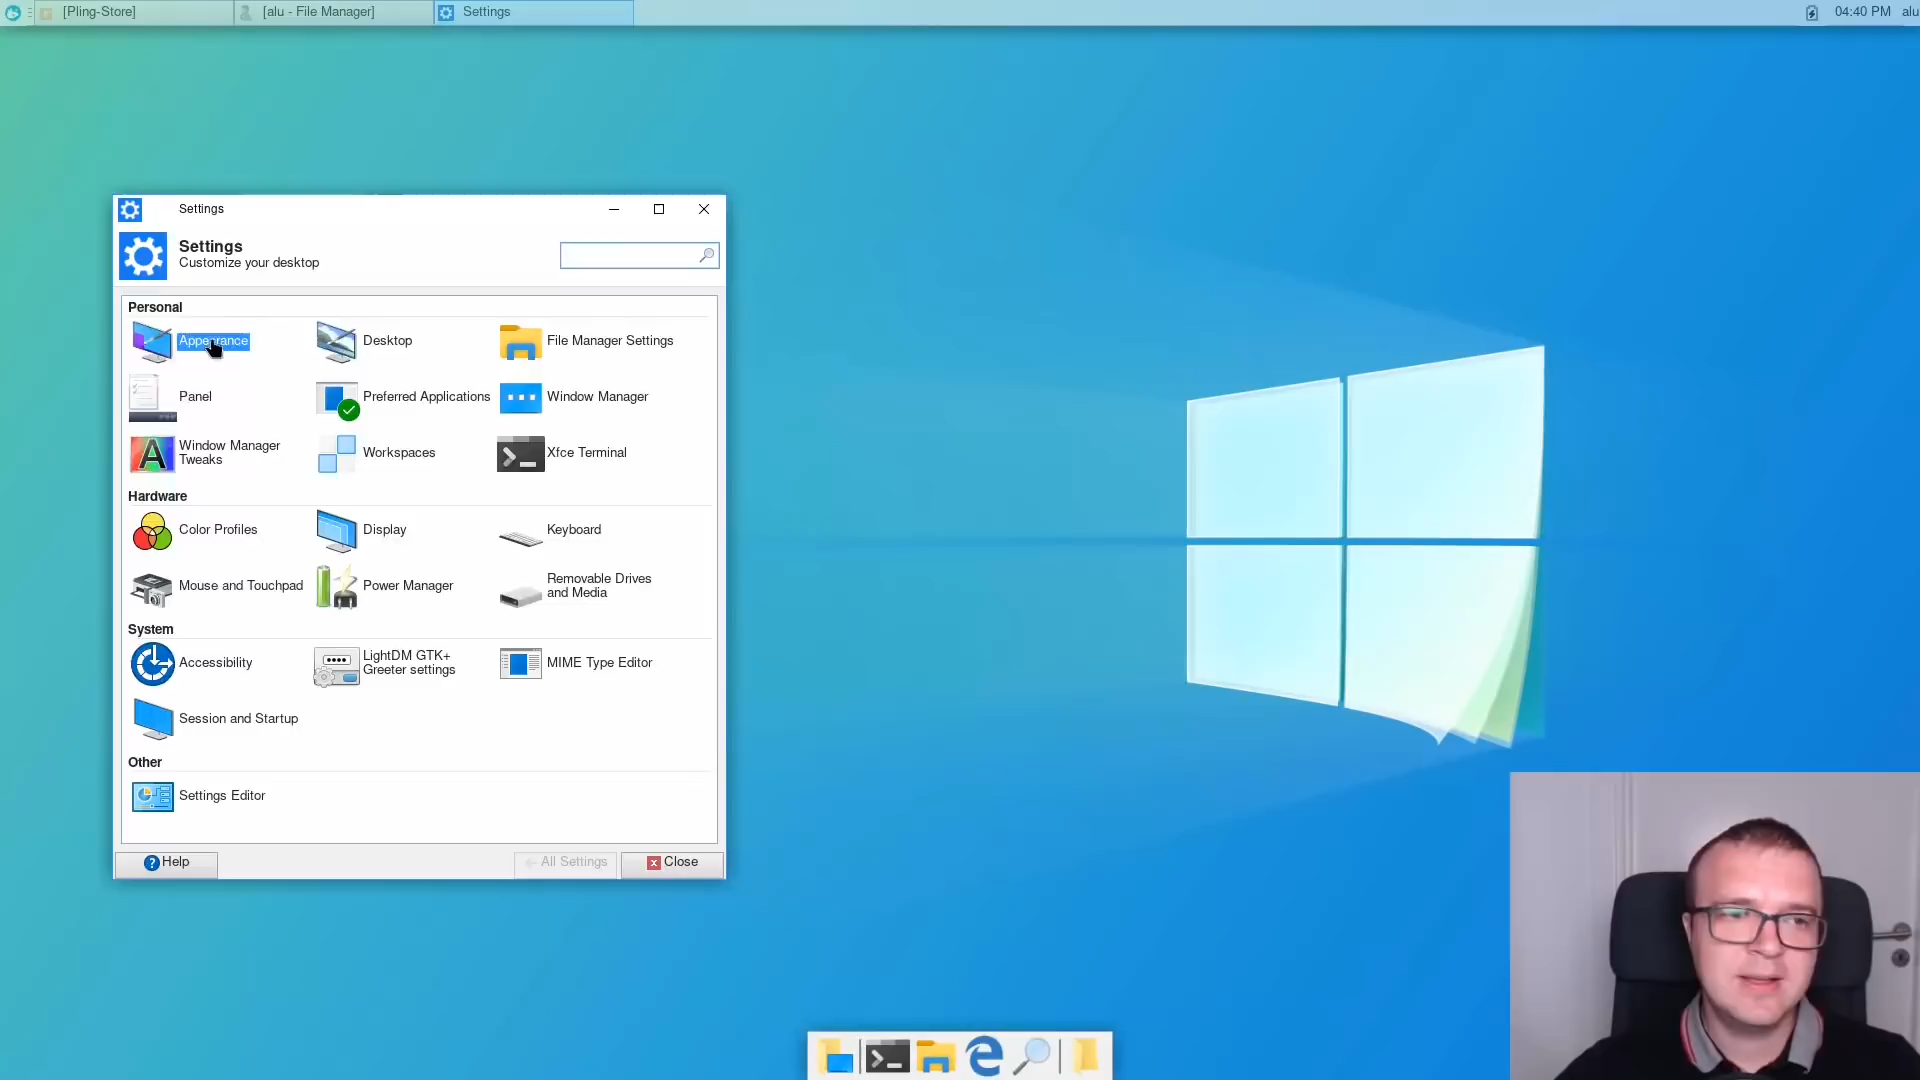 [Pling-Store]
[alu - File Manager]
Settings
04:40 PM
alu
Settings
Settings
Customize your desktop
Personal
Appearance
Desktop
File Manager Settings
Panel
Preferred Applications
Window Manager
Window Manager
Tweaks
Workspaces
Xfce Terminal
Hardware
Color Profiles
Display
Keyboard
Mouse and Touchpad
Power Manager
Removable Drives
and Media
System
Accessibility
LightDM GTK+
Greeter settings
MIME Type Editor
Session and Startup
Other
Settings Editor
Help
All Settings
Close